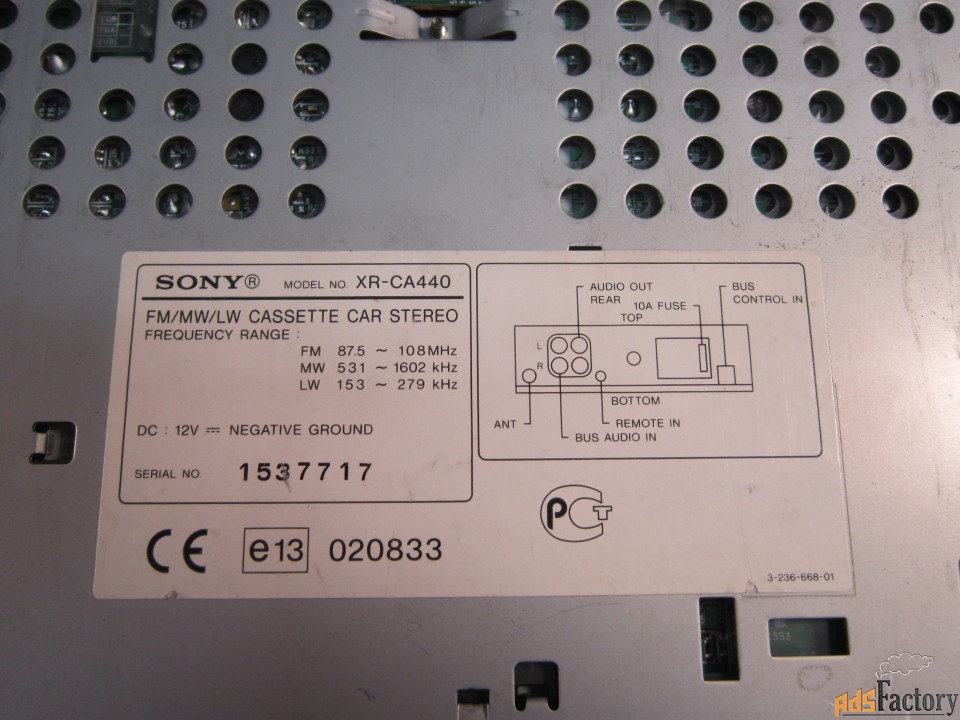 SONY® MODEL NO. XR-CA440
FM/MW/LW CASSETTE CAR STEREO
FREQUENCY RANGE :
FM 87.5 ~ 108MHz
MW 531 ~ 1602 kHz
LW 153 ~ 279 kHz
DC : 12V ⎓ NEGATIVE GROUND
SERIAL NO. 1537717
AUDIO OUT
REAR
10A FUSE
TOP
BUS
CONTROL IN
L
R
BOTTOM
ANT
REMOTE IN
BUS AUDIO IN
CE e13 020833
РСТ
3-236-668-01
AdsFactory